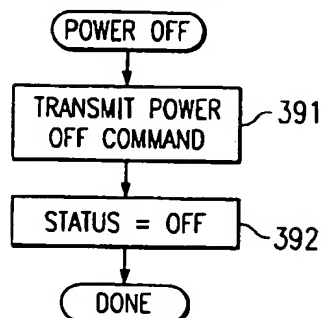 POWER OFF
TRANSMIT POWER
OFF COMMAND
391
STATUS = OFF
392
DONE